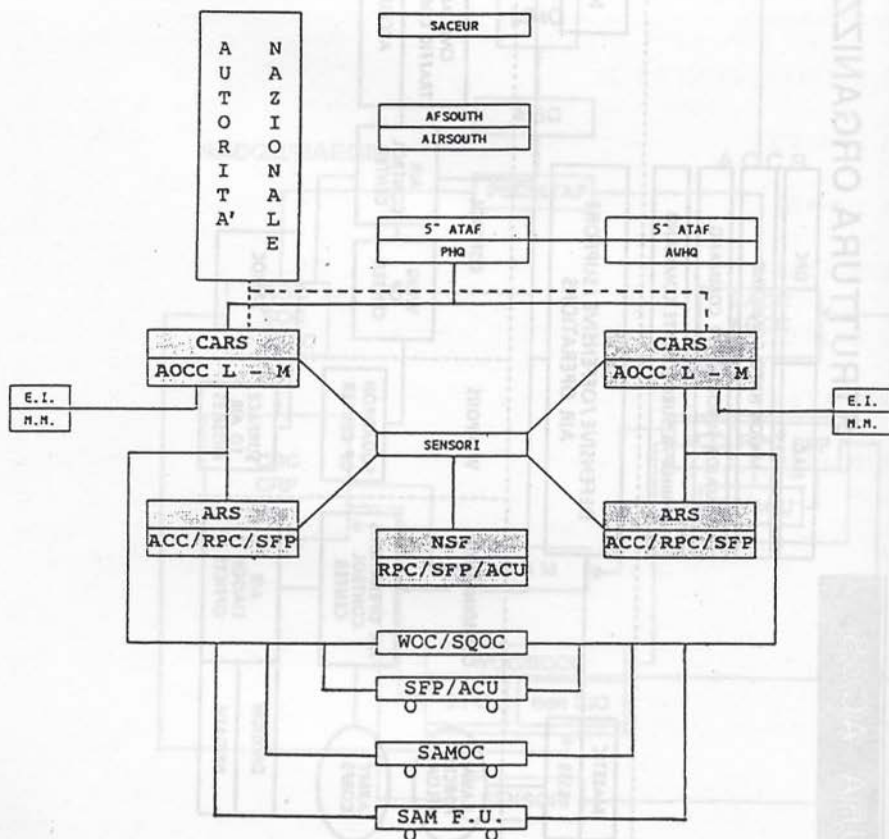 SACEUR
AUTORITA'
NAZIONALE
AFSOUTH
AIRSOUTH
5^ ATAF
PHQ
5^ ATAF
AWHQ
CARS
AOCC L - M
CARS
AOCC L - M
E.I.
M.M.
E.I.
M.M.
SENSORI
ARS
ACC/RPC/SFP
NSF
RPC/SFP/ACU
ARS
ACC/RPC/SFP
WOC/SQOC
SFP/ACU
SAMOC
SAM F.U.